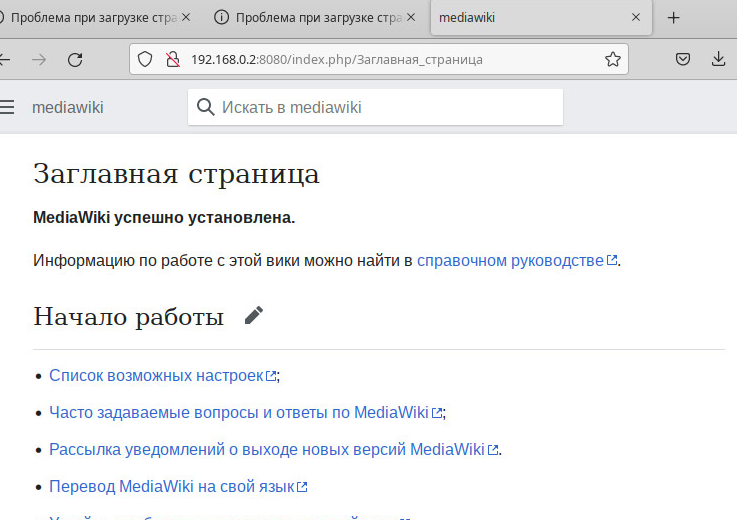 Проблема при загрузке стра
Проблема при загрузке стра
mediawiki
192.168.0.2:8080/index.php/Заглавная_страница
mediawiki
Искать в mediawiki
Заглавная страница
MediaWiki успешно установлена.
Информацию по работе с этой вики можно найти в справочном руководстве.
Начало работы
Список возможных настроек;
Часто задаваемые вопросы и ответы по MediaWiki;
Рассылка уведомлений о выходе новых версий MediaWiki.
Перевод MediaWiki на свой язык